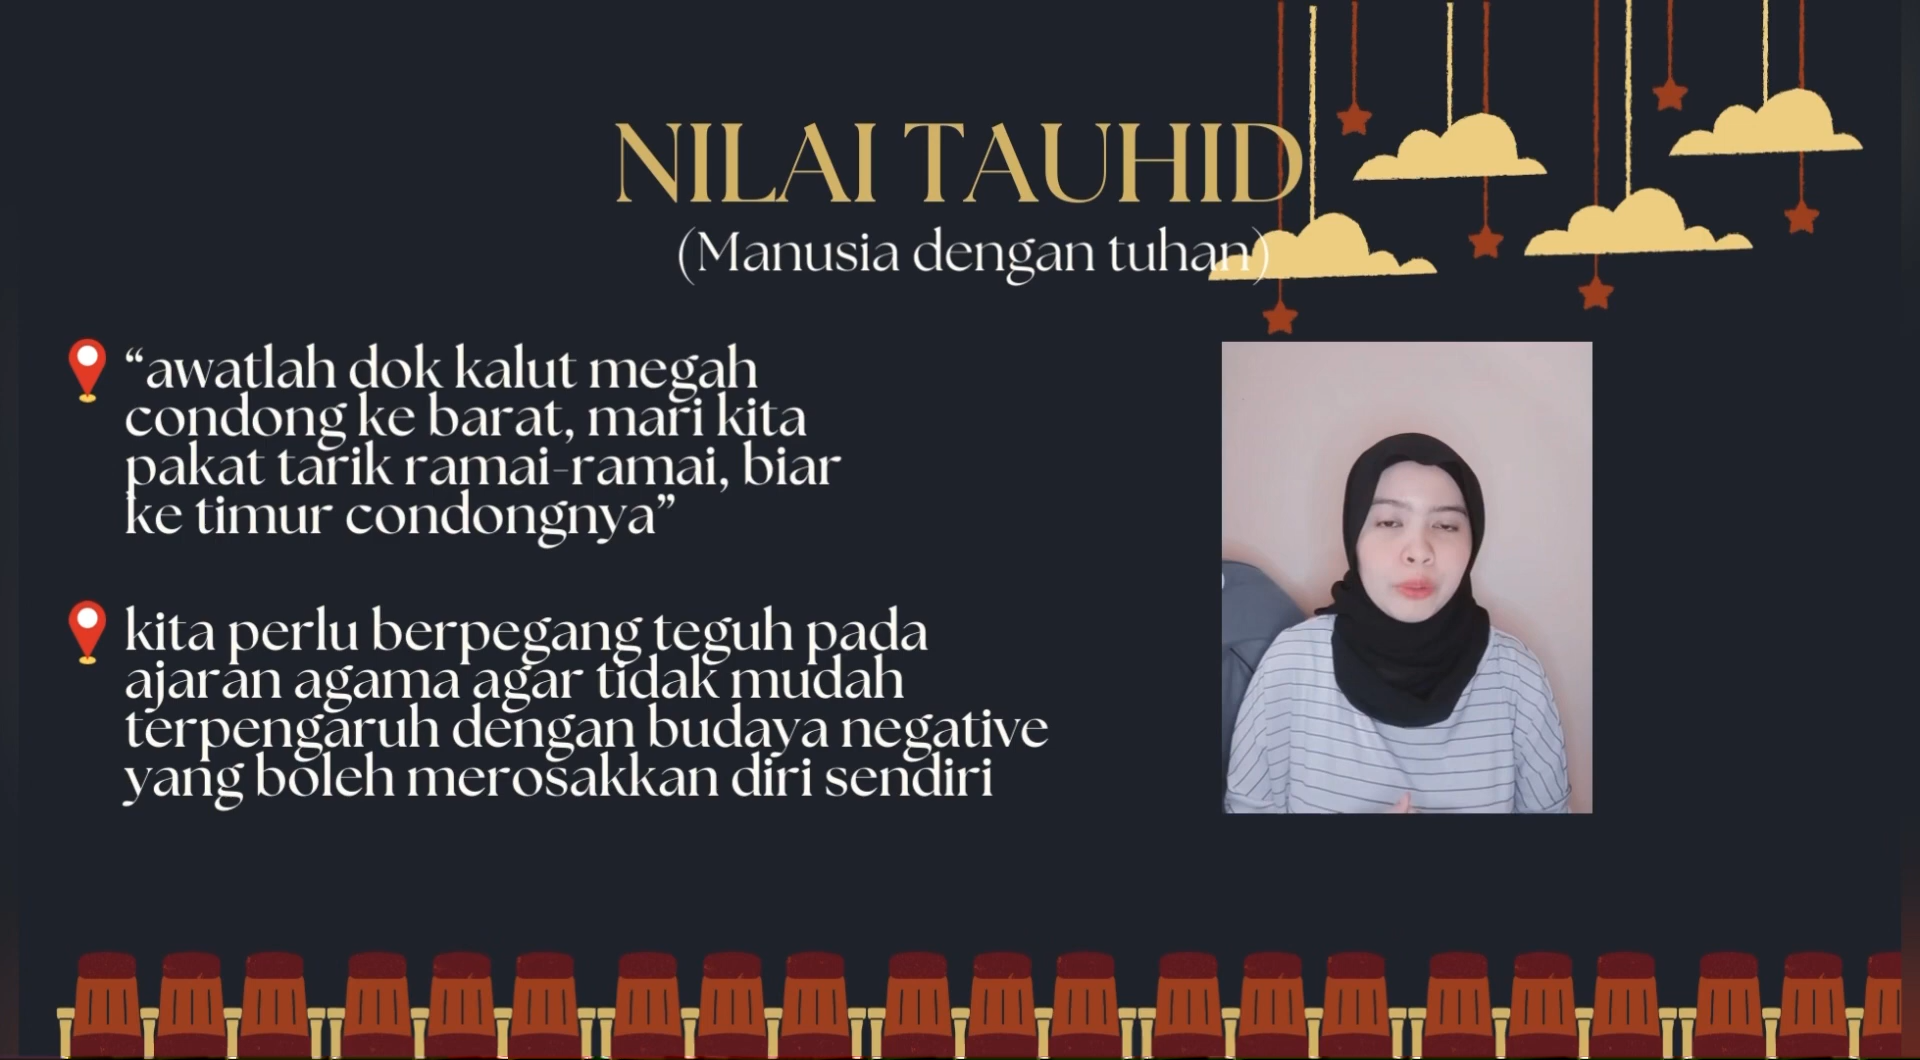 NILAI TAUHID
(Manusia dengan tuhan)
“awatlah dok kalut megah
condong ke barat, mari kita
pakat tarik ramai-ramai, biar
ke timur condongnya”
kita perlu berpegang teguh pada
ajaran agama agar tidak mudah
terpengaruh dengan budaya negative
yang boleh merosakkan diri sendiri